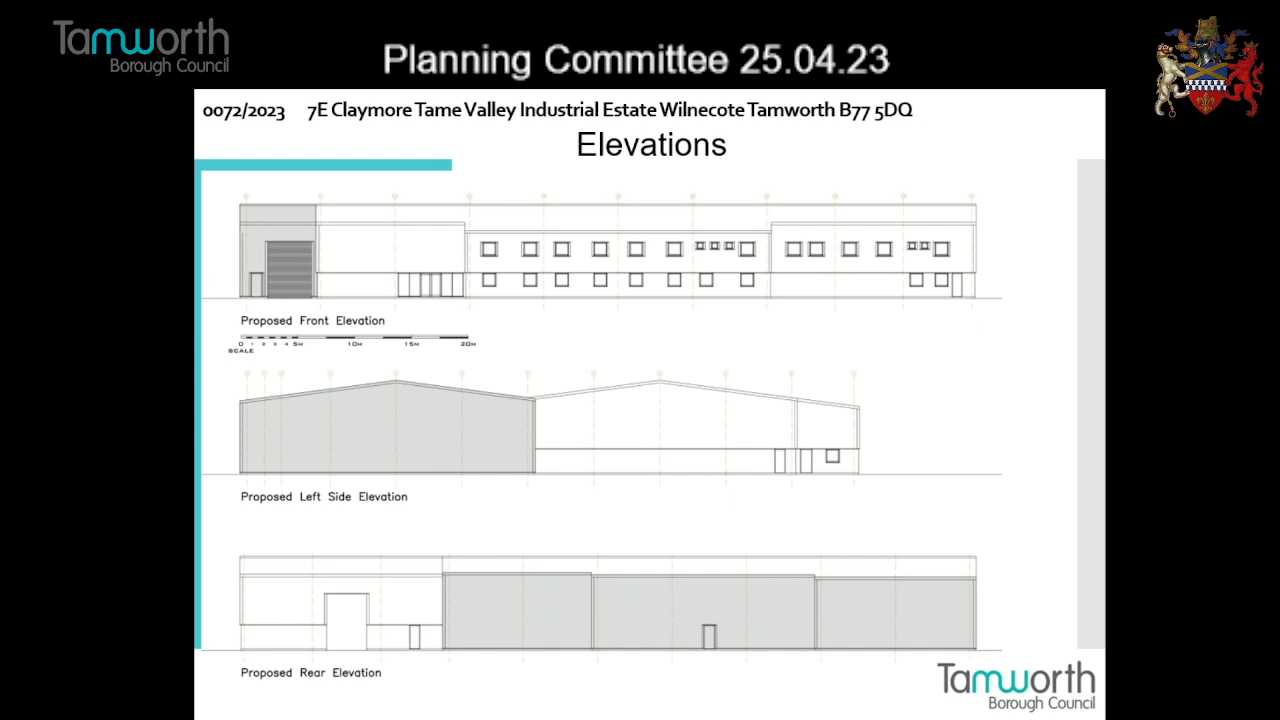 Tamworth
Borough Council
Planning Committee 25.04.23
0072/2023 7E Claymore Tame Valley Industrial Estate Wilnecote Tamworth B77 5DQ
Elevations
Proposed Front Elevation
0 1 2 3 4 5M 10M 15M 20M
SCALE
Proposed Left Side Elevation
Proposed Rear Elevation
Tamworth
Borough Council